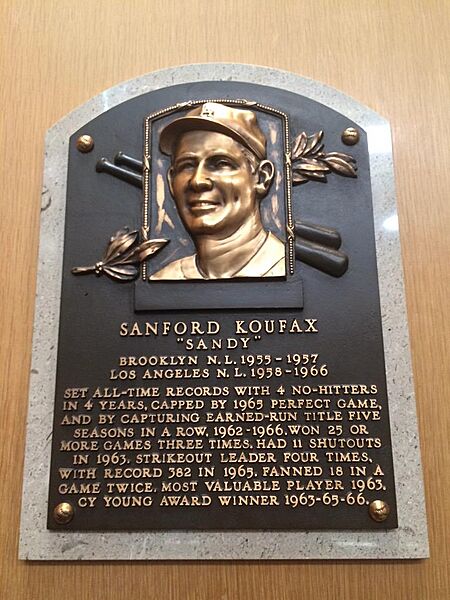 SANFORD KOUFAX
"SANDY"
BROOKLYN N.L. 1955-1957
LOS ANGELES N.L. 1958-1966
SET ALL-TIME RECORDS WITH 4 NO-HITTERS
IN 4 YEARS, CAPPED BY 1965 PERFECT GAME,
AND BY CAPTURING EARNED-RUN TITLE FIVE
SEASONS IN A ROW, 1962-1966. WON 25 OR
MORE GAMES THREE TIMES. HAD 11 SHUTOUTS
IN 1963. STRIKEOUT LEADER FOUR TIMES,
WITH RECORD 382 IN 1965. FANNED 18 IN A
GAME TWICE. MOST VALUABLE PLAYER 1963.
CY YOUNG AWARD WINNER 1963-65-66.